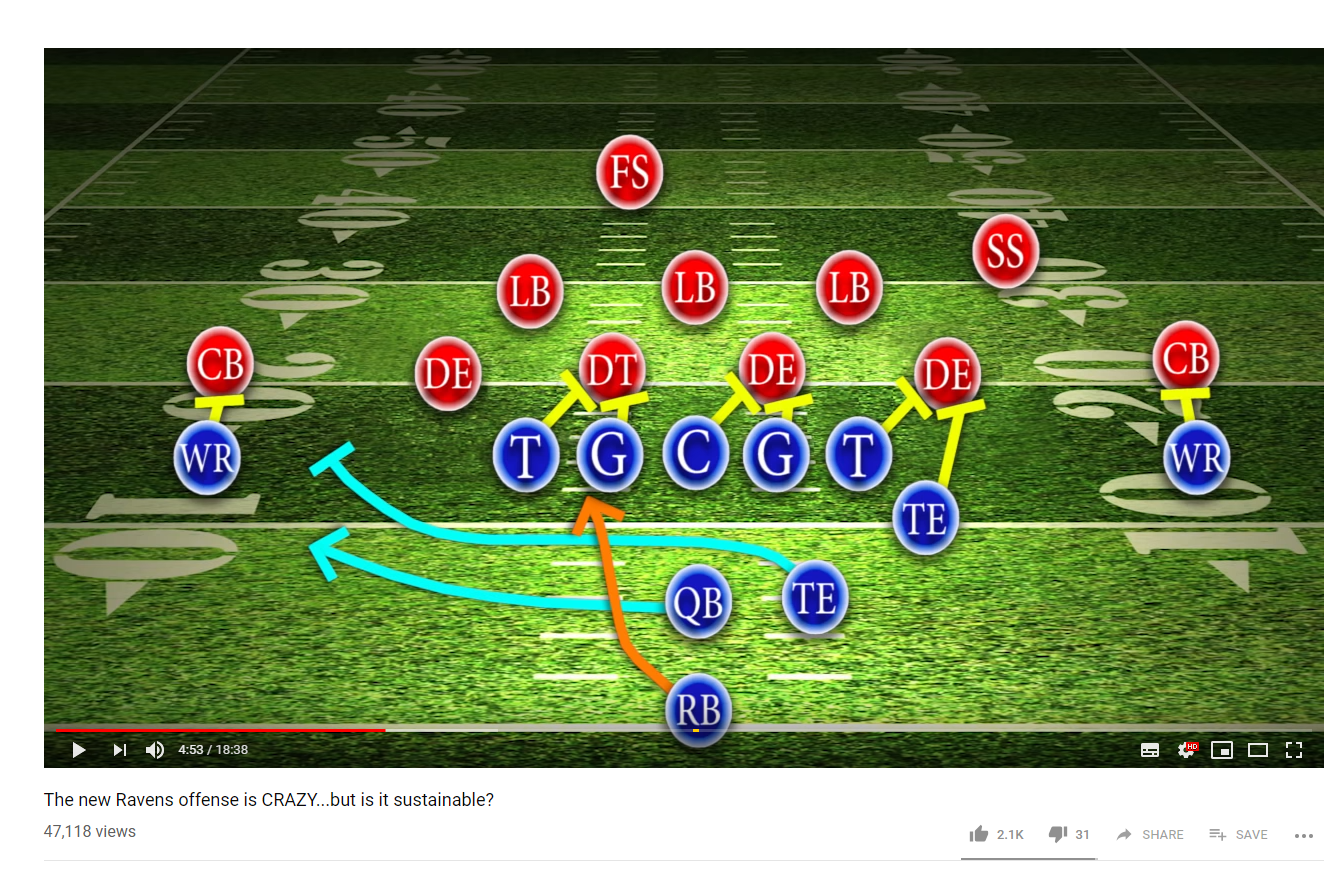 FS
SS
LB LB LB
CB DE DT DE DE CB
WR T G C G T WR
TE
QB TE
RB
4:53 / 18:38
HD
The new Ravens offense is CRAZY...but is it sustainable?
47,118 views
2.1K 31 SHARE SAVE